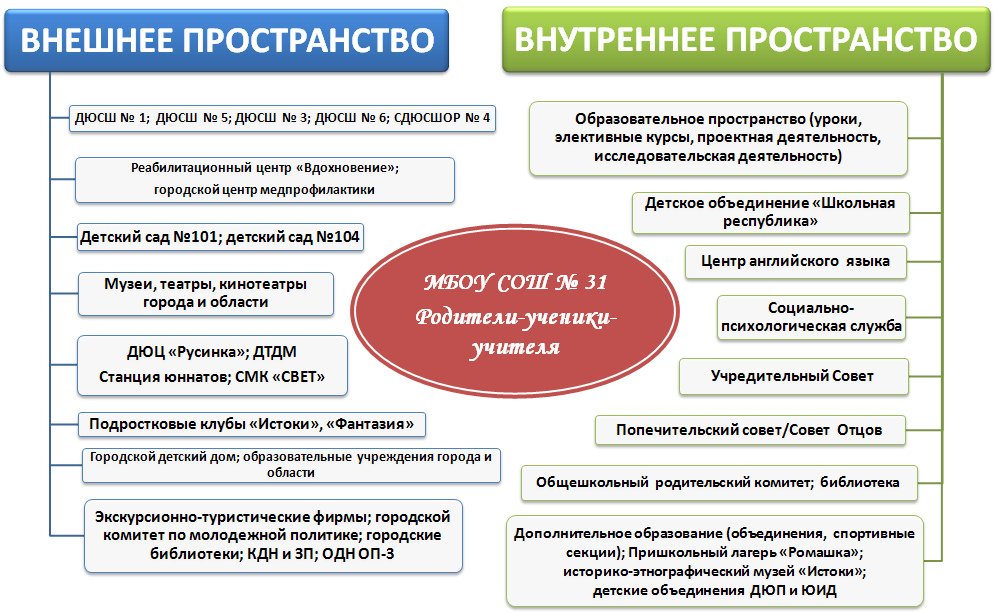 ВНЕШНЕЕ ПРОСТРАНСТВО
ДЮСШ № 1; ДЮСШ № 5; ДЮСШ № 3; ДЮСШ № 6; СДЮСШОР № 4
Реабилитационный центр «Вдохновение»;
городской центр медпрофилактики
Детский сад №101; детский сад №104
Музеи, театры, кинотеатры
города и области
ДЮЦ «Русинка»; ДТДМ
Станция юннатов; СМК «СВЕТ»
Подростковые клубы «Истоки», «Фантазия»
Городской детский дом; образовательные учреждения города и
области
Экскурсионно-туристические фирмы; городской
комитет по молодежной политике; городские
библиотеки; КДН и ЗП; ОДН ОП-3
МБОУ СОШ № 31
Родители-ученики-
учителя
ВНУТРЕННЕЕ ПРОСТРАНСТВО
Образовательное пространство (уроки,
элективные курсы, проектная деятельность,
исследовательская деятельность)
Детское объединение «Школьная
республика»
Центр английского языка
Социально-
психологическая служба
Учредительный Совет
Попечительский совет/Совет Отцов
Общешкольный родительский комитет; библиотека
Дополнительное образование (объединения, спортивные
секции); Пришкольный лагерь «Ромашка»;
историко-этнографический музей «Истоки»;
детские объединения ДЮП и ЮИД